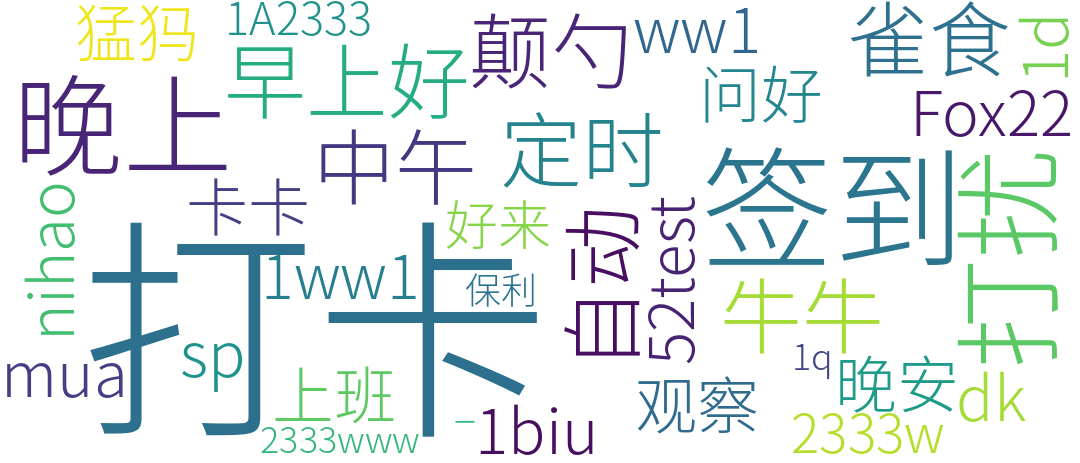 猛犸
1A2333
颠勺
ww1
雀食
1d
早上好
问好
Fox22
晚上
中午
定时
签到
打扰
卡卡
nihao
好来
自动
52test
打卡
1ww1
保利
牛牛
mua
sp
1q
晚安
上班
1biu
观察
dk
2333www
2333w